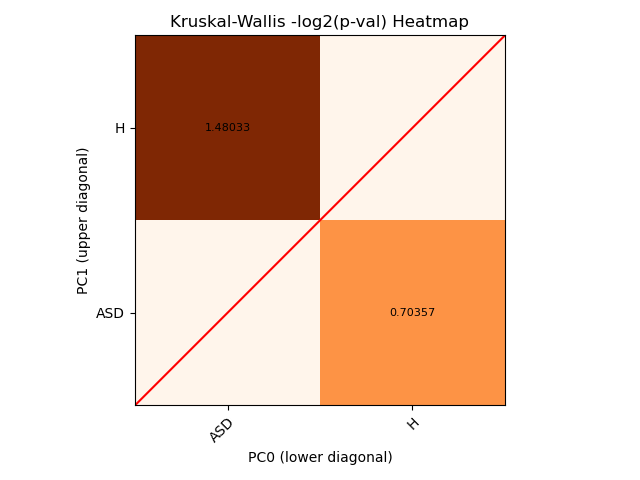 Kruskal-Wallis -log2(p-val) Heatmap
H
1.48033
PC1 (upper diagonal)
ASD
0.70357
ASD
H
PC0 (lower diagonal)